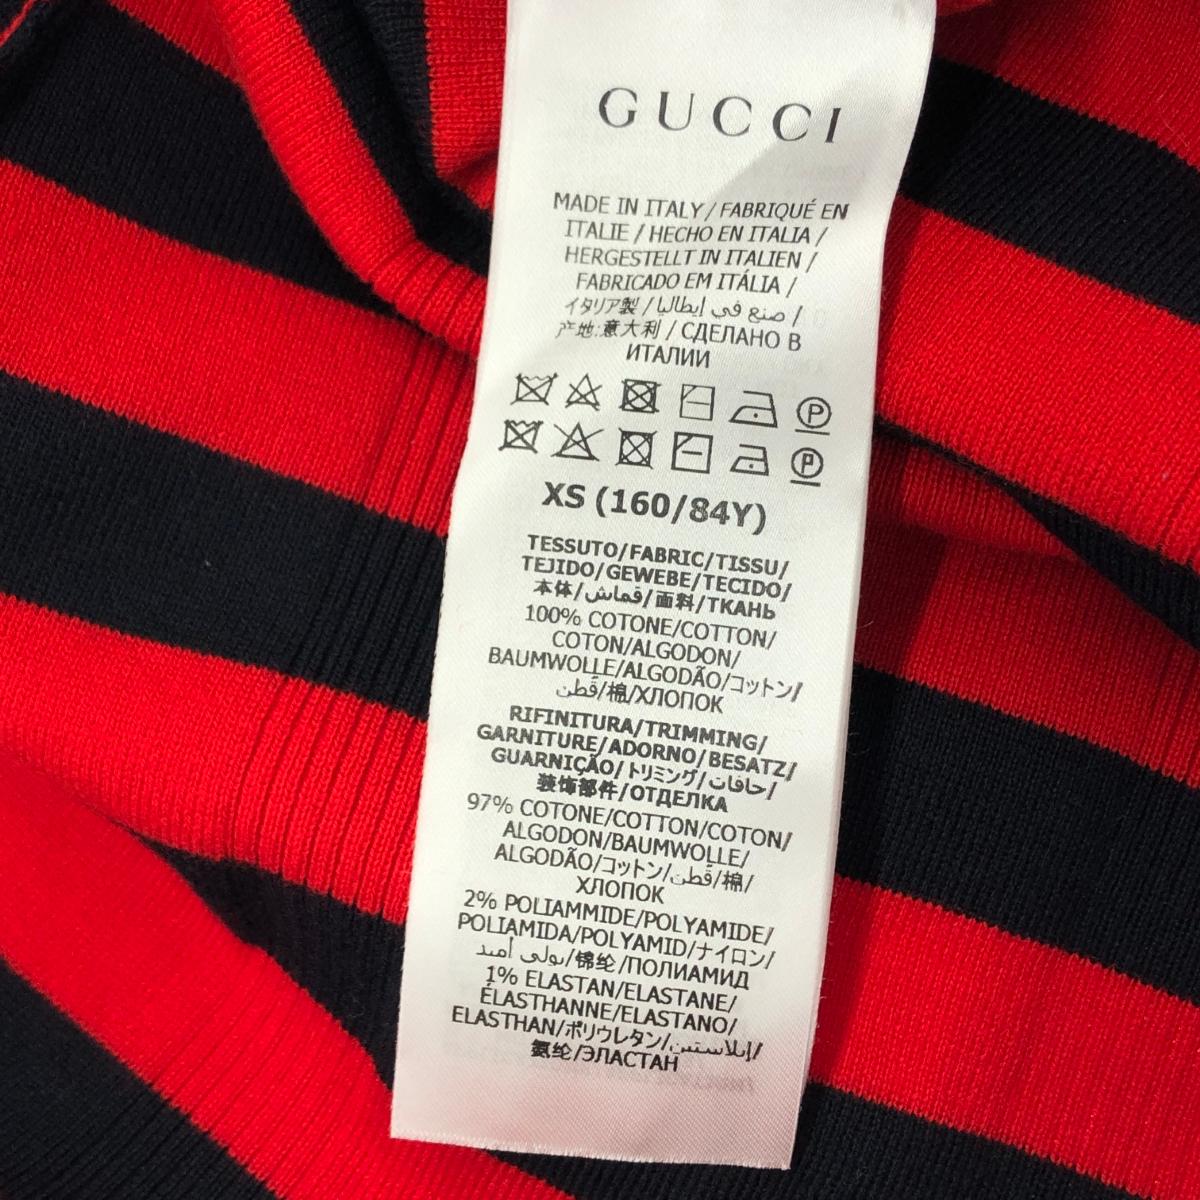 GUCCI
MADE IN ITALY / FABRIQUÉ EN
ITALIE / HECHO EN ITALIA /
HERGESTELLT IN ITALIEN /
FABRICADO EM ITÁLIA /
イタリア製 / صنع في إيطاليا /
产地:意大利 / СДЕЛАНО В
ИТАЛИИ
P
P
XS (160/84Y)
TESSUTO/FABRIC/TISSU/
TEJIDO/GEWEBE/TECIDO/
本体/قماش/面料/ТКАНЬ
100% COTONE/COTTON/
COTON/ALGODON/
BAUMWOLLE/ALGODÃO/コットン/
قطن/棉/ХЛОПОК
RIFINITURA/TRIMMING/
GARNITURE/ADORNO/BESATZ/
GUARNIÇÃO/トリミング/حافات/
装饰部件/ОТДЕЛКА
97% COTONE/COTTON/COTON/
ALGODON/BAUMWOLLE/
ALGODÃO/コットン/قطن/棉/
ХЛОПОК
2% POLIAMMIDE/POLYAMIDE/
POLIAMIDA/POLYAMID/ナイロン/
بولي أميد/锦纶/ПОЛИАМИД
1% ELASTAN/ELASTANE/
ÉLASTHANNE/ELASTANO/
ELASTHAN/ポリウレタン/إيلاستين/
氨纶/ЭЛАСТАН